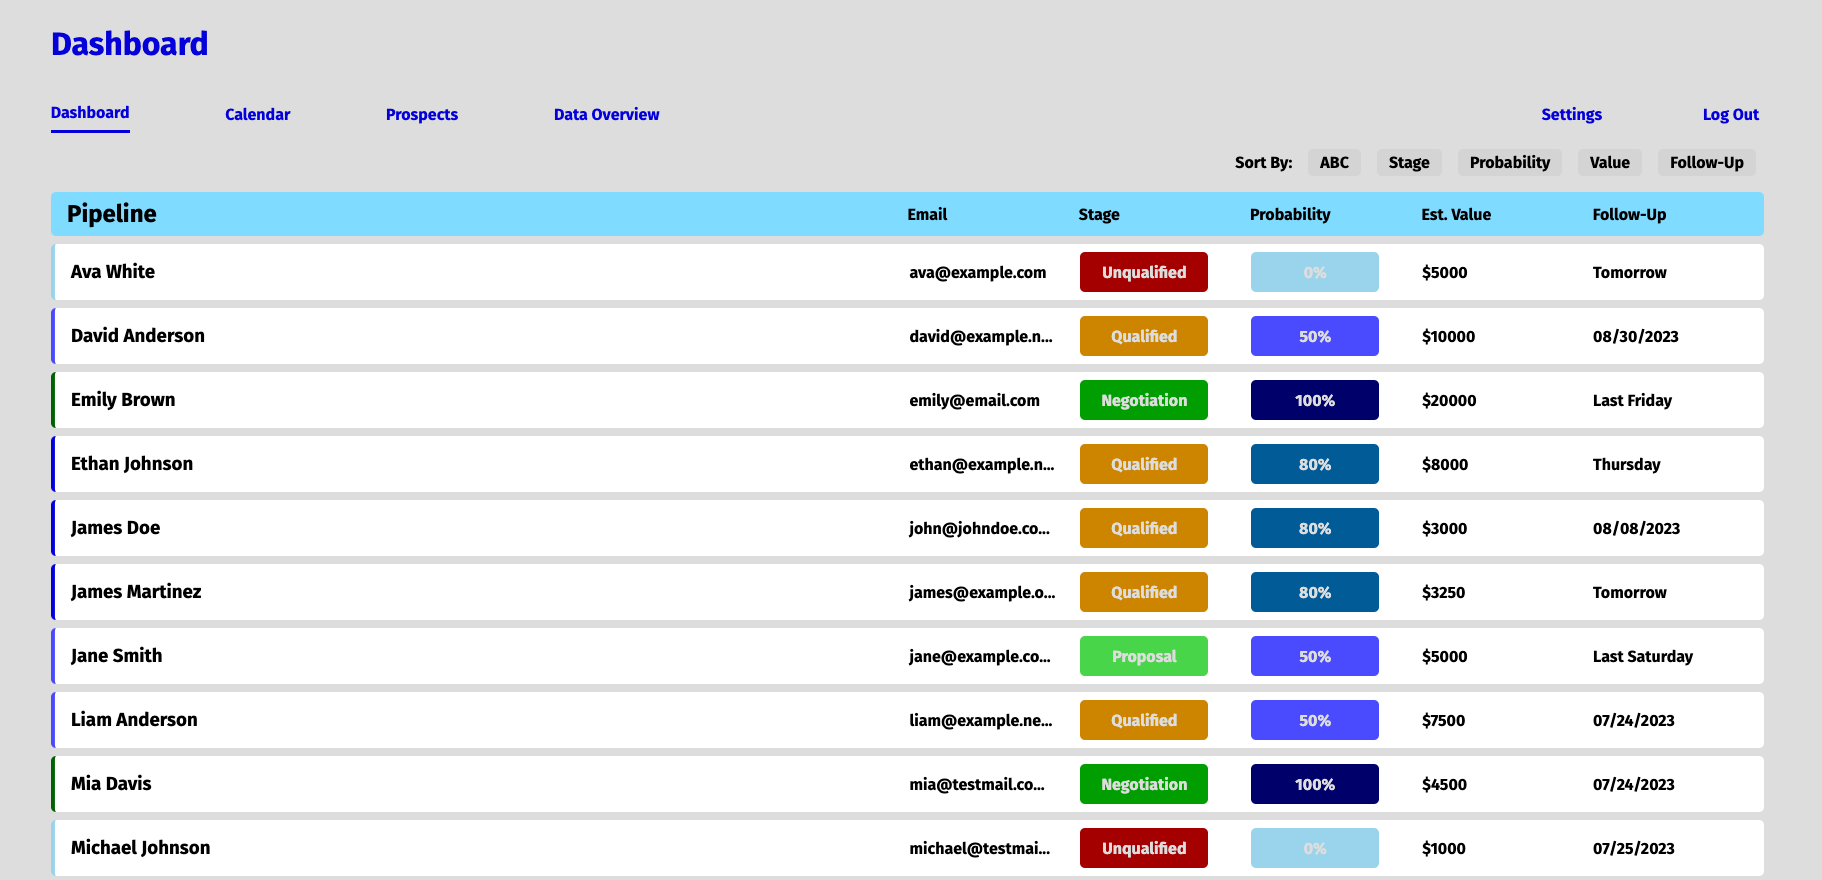 Dashboard
Dashboard Calendar Prospects Data Overview Settings Log Out
Sort By: ABC Stage Probability Value Follow-Up
Pipeline Email Stage Probability Est. Value Follow-Up
Ava White ava@example.com Unqualified 0% $5000 Tomorrow
David Anderson david@example.n... Qualified 50% $10000 08/30/2023
Emily Brown emily@email.com Negotiation 100% $20000 Last Friday
Ethan Johnson ethan@example.n... Qualified 80% $8000 Thursday
James Doe john@johndoe.co... Qualified 80% $3000 08/08/2023
James Martinez james@example.o... Qualified 80% $3250 Tomorrow
Jane Smith jane@example.co... Proposal 50% $5000 Last Saturday
Liam Anderson liam@example.ne... Qualified 50% $7500 07/24/2023
Mia Davis mia@testmail.co... Negotiation 100% $4500 07/24/2023
Michael Johnson michael@testmai... Unqualified 0% $1000 07/25/2023